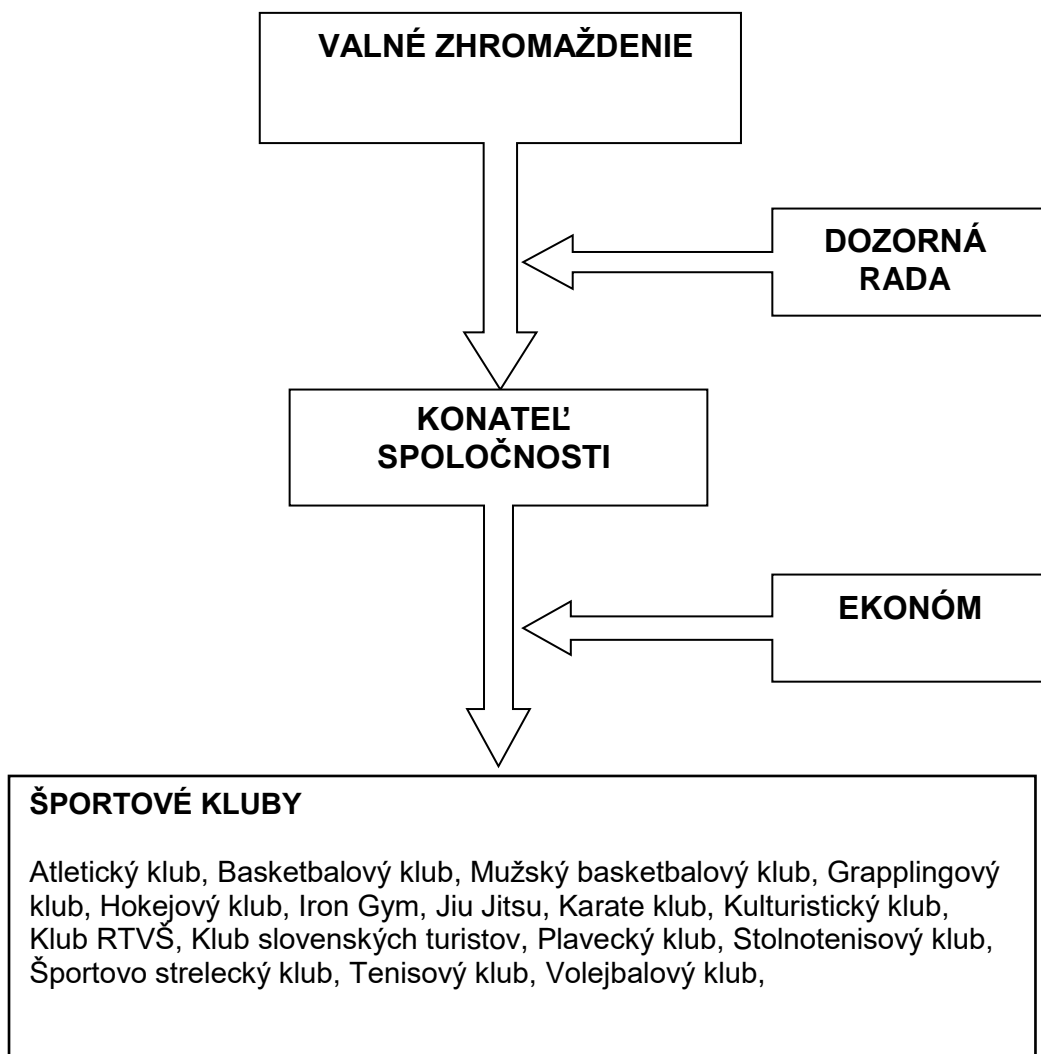 VALNÉ ZHROMAŽDENIE
DOZORNÁ
RADA
KONATEĽ
SPOLOČNOSTI
EKONÓM
ŠPORTOVÉ KLUBY
Atletický klub, Basketbalový klub, Mužský basketbalový klub, Grapplingový
klub, Hokejový klub, Iron Gym, Jiu Jitsu, Karate klub, Kulturistický klub,
Klub RTVŠ, Klub slovenských turistov, Plavecký klub, Stolnotenisový klub,
Športovo strelecký klub, Tenisový klub, Volejbalový klub,